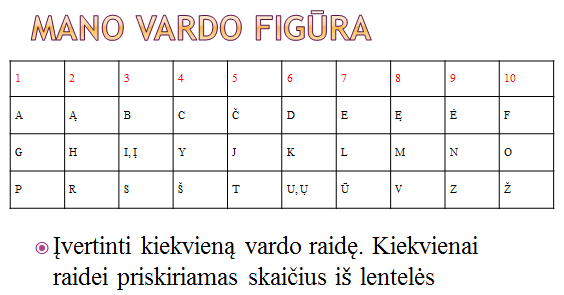 MANO VARDO FIGŪRA
1 2 3 4 5 6 7 8 9 10
A Ą B C Č D E Ę Ė F
G H I, Į Y J K L M N O
P R S Š T U, Ų Ū V Z Ž
Įvertinti kiekvieną vardo raidę. Kiekvienai
raidei priskiriamas skaičius iš lentelės